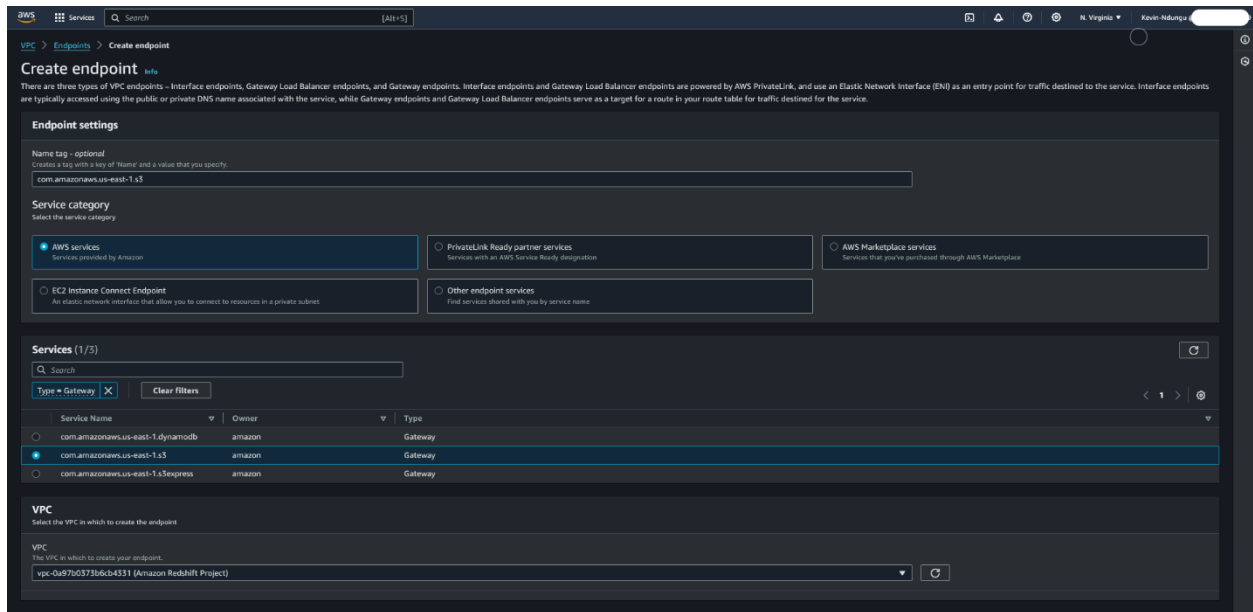 aws Services Search [Alt+S] N. Virginia Kevin-Ndungu
VPC > Endpoints > Create endpoint
Create endpoint Info
There are three types of VPC endpoints – Interface endpoints, Gateway Load Balancer endpoints, and Gateway endpoints. Interface endpoints and Gateway Load Balancer endpoints are powered by AWS PrivateLink, and use an Elastic Network Interface (ENI) as an entry point for traffic destined to the service. Interface endpoints
are typically accessed using the public or private DNS name associated with the service, while Gateway endpoints and Gateway Load Balancer endpoints serve as a target for a route in your route table for traffic destined for the service.
Endpoint settings
Name tag - optional
Creates a tag with a key of 'Name' and a value that you specify.
com.amazonaws.us-east-1.s3
Service category
Select the service category
AWS services
Services provided by Amazon
PrivateLink Ready partner services
Services with an AWS Service Ready designation
AWS Marketplace services
Services that you've purchased through AWS Marketplace
EC2 Instance Connect Endpoint
An elastic network interface that allow you to connect to resources in a private subnet
Other endpoint services
Find services shared with you by service name
Services (1/3)
Search
Type = Gateway Clear filters
< 1 >
Service Name Owner Type
com.amazonaws.us-east-1.dynamodb amazon Gateway
com.amazonaws.us-east-1.s3 amazon Gateway
com.amazonaws.us-east-1.s3express amazon Gateway
VPC
Select the VPC in which to create the endpoint
VPC
The VPC in which to create your endpoint.
vpc-0a97b0373b6cb4331 (Amazon Redshift Project)